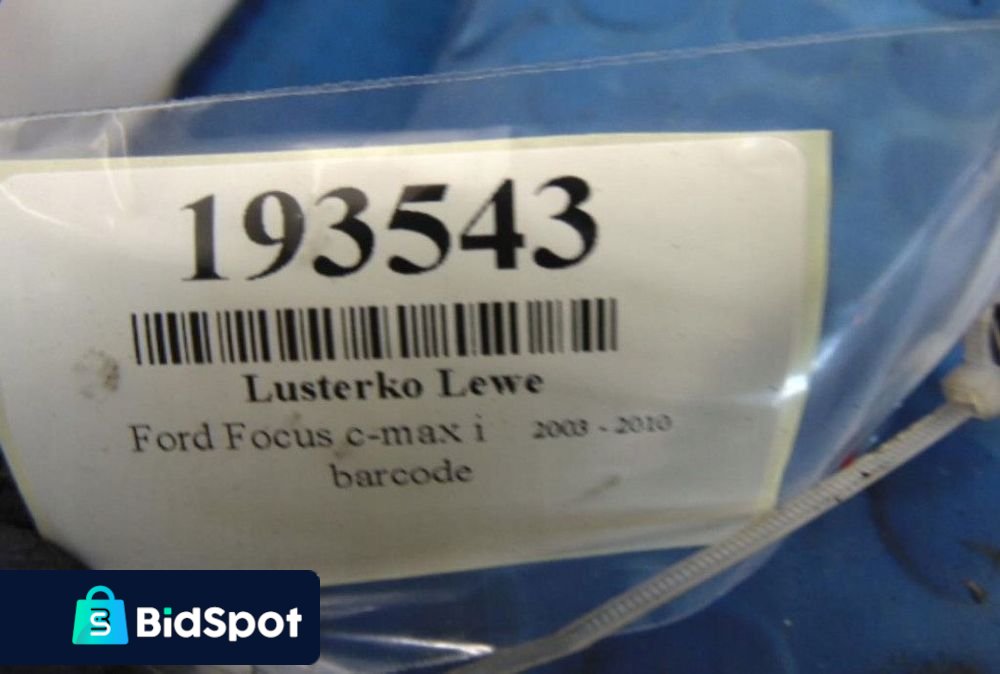 193543
Lusterko Lewe
Ford Focus c-max i 2003 - 2010
barcode
BidSpot